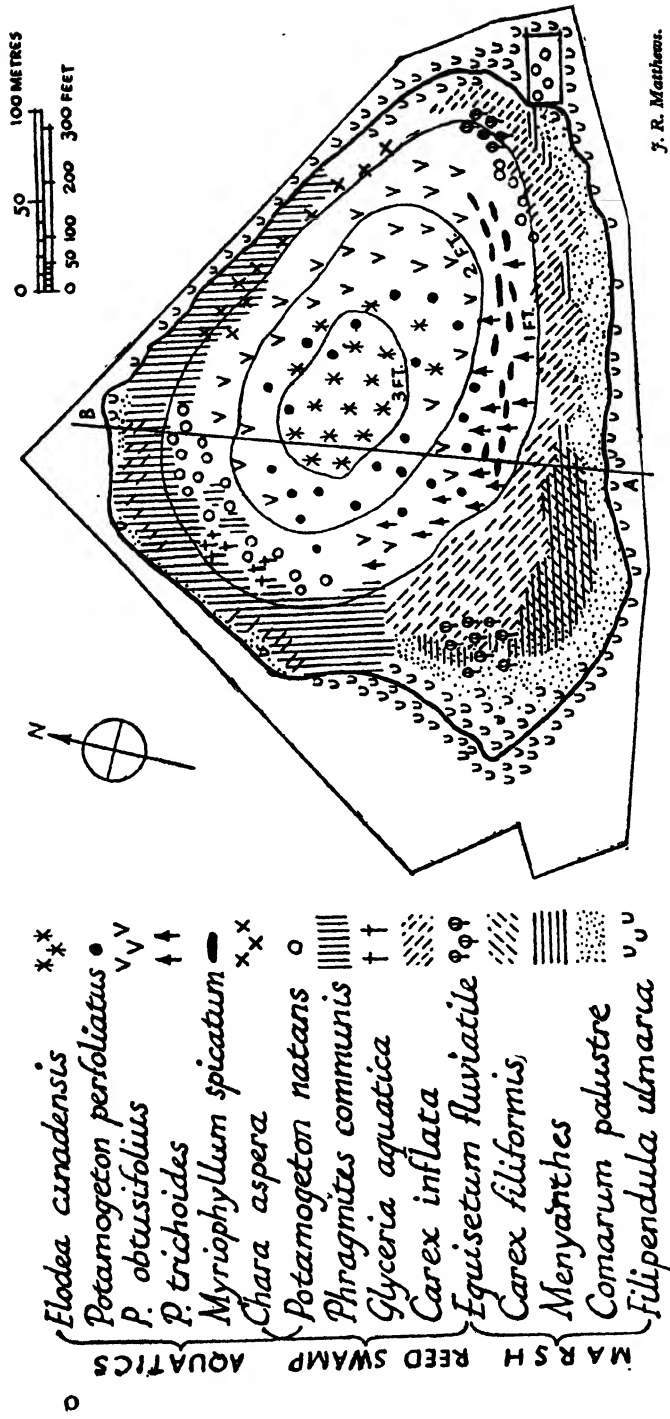 Elodea canadensis
Potamogeton perfoliatus
P. obtusifolius
P. trichoides
Myriophyllum spicatum
Chara aspera
Potamogeton natans
Phragmites communis
Glyceria aquatica
Carex inflata
Equisetum fluviatile
Carex filiformis,
Menyanthes
Comarum palustre
Filipendula ulmaria
AQUATICS
REED SWAMP
MARSH
N
0 50 100 METRES
0 50 100 200 300 FEET
B
3 FT.
2 FT.
1 FT.
A
J. R. Matthews.